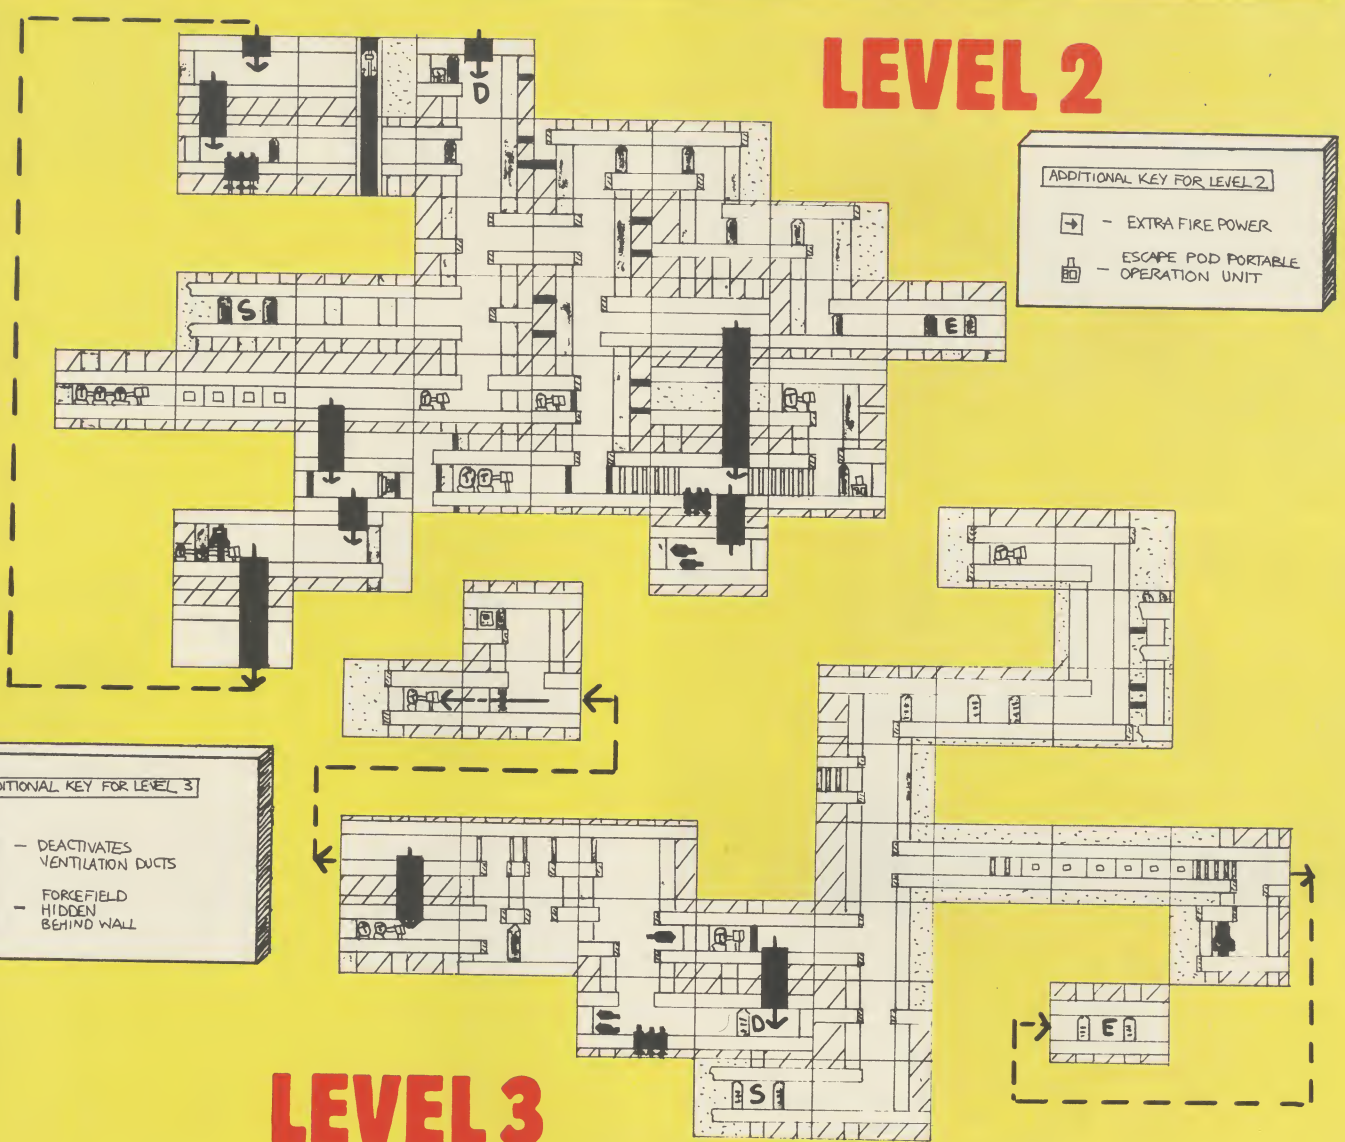 LEVEL 2
D
ADDITIONAL KEY FOR LEVEL 2
- EXTRA FIRE POWER
- ESCAPE POD PORTABLE
OPERATION UNIT
S
E
DITIONAL KEY FOR LEVEL 3
- DEACTIVATES
VENTILATION DUCTS
FORCEFIELD
- HIDDEN
BEHIND WALL
D
E
S
LEVEL 3